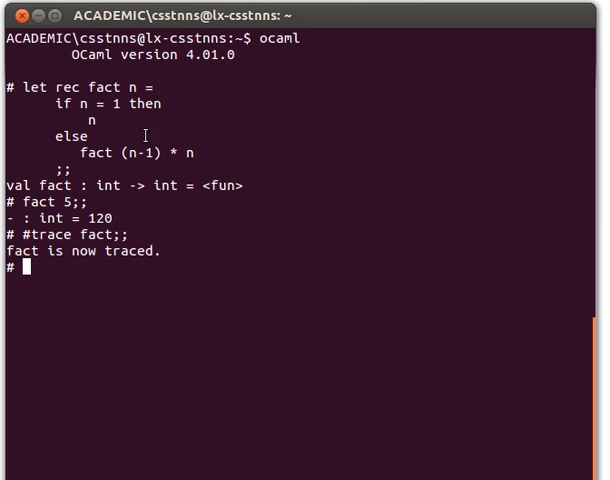 ACADEMIC\csstnns@lx-csstnns: ~
ACADEMIC\csstnns@lx-csstnns:~$ ocaml
        OCaml version 4.01.0
# let rec fact n =
      if n = 1 then
          n
      else
         fact (n-1) * n
      ;;
val fact : int -> int = <fun>
# fact 5;;
- : int = 120
# #trace fact;;
fact is now traced.
#